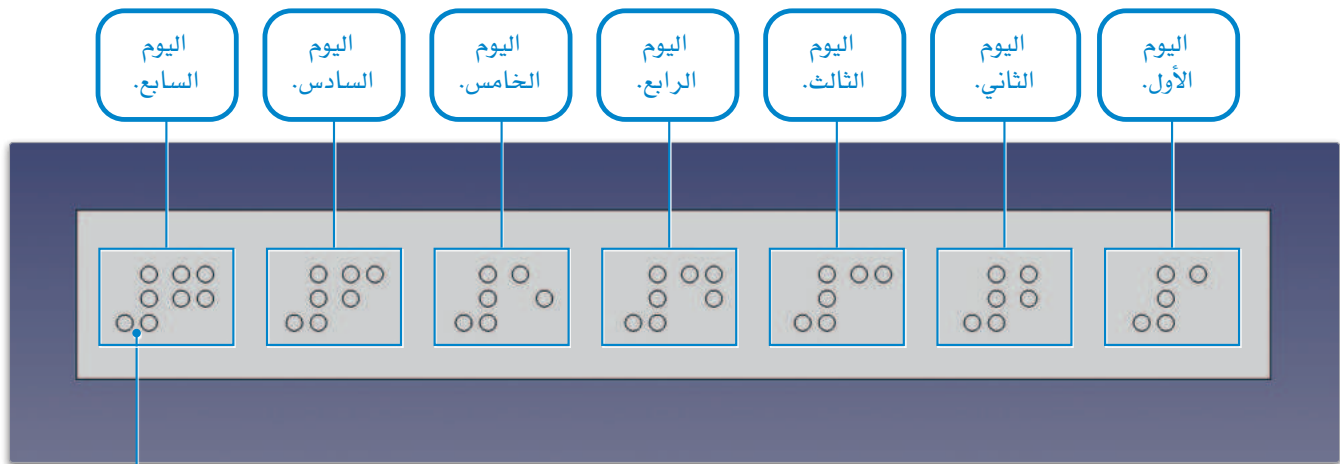 اليوم
الأول.
اليوم
الثاني.
اليوم
الثالث.
اليوم
الرابع.
اليوم
الخامس.
اليوم
السادس.
اليوم
السابع.